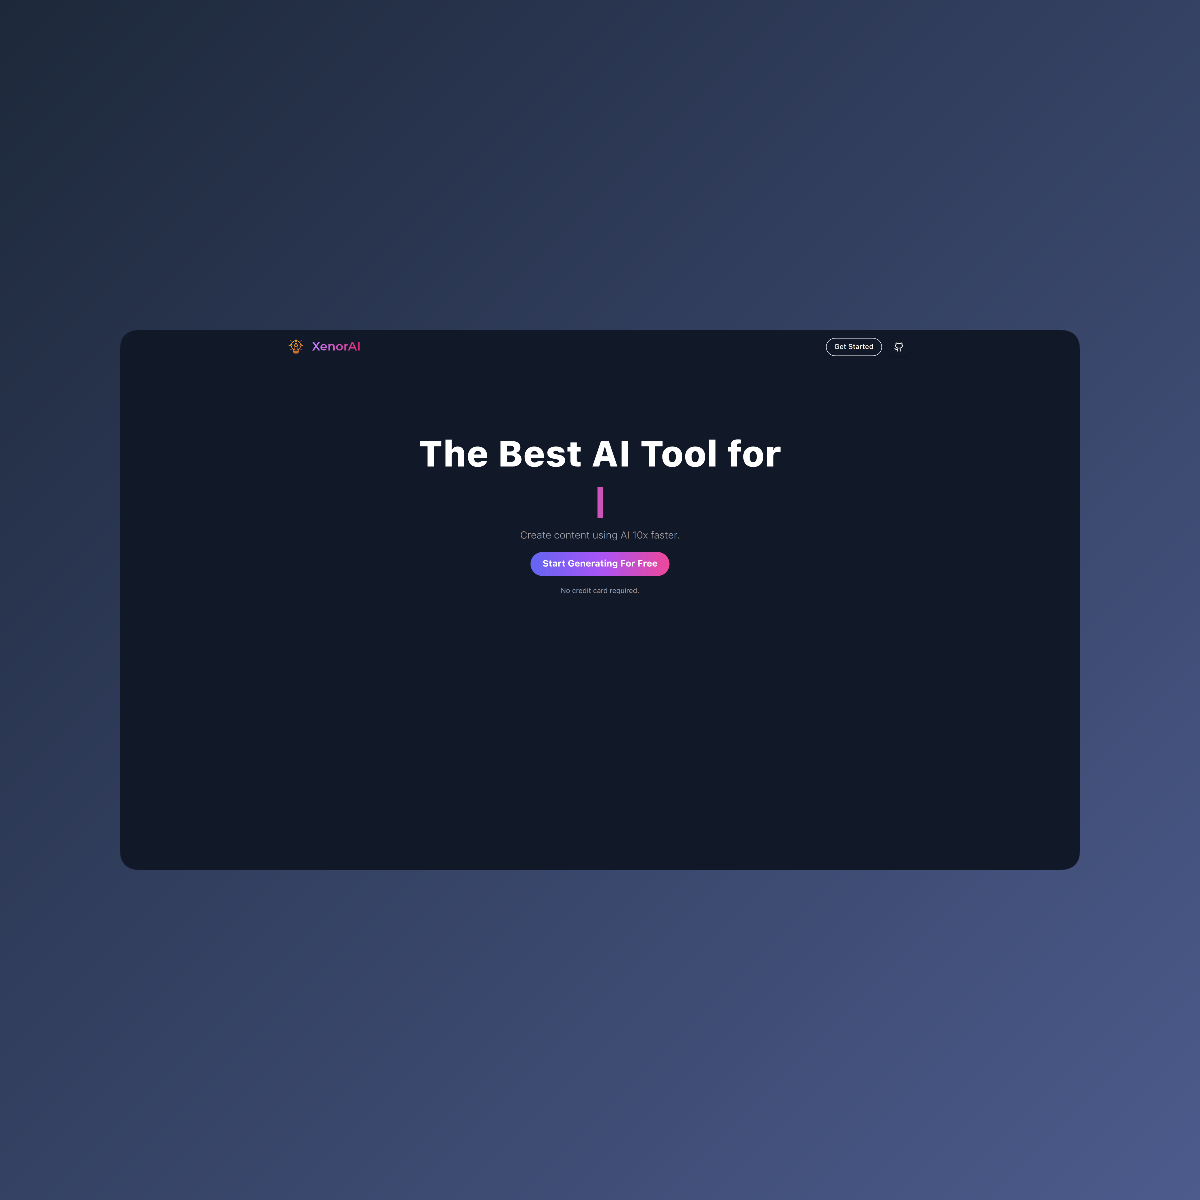 XenorAI
Get Started
The Best AI Tool for
Create content using AI 10x faster.
Start Generating For Free
No credit card required.